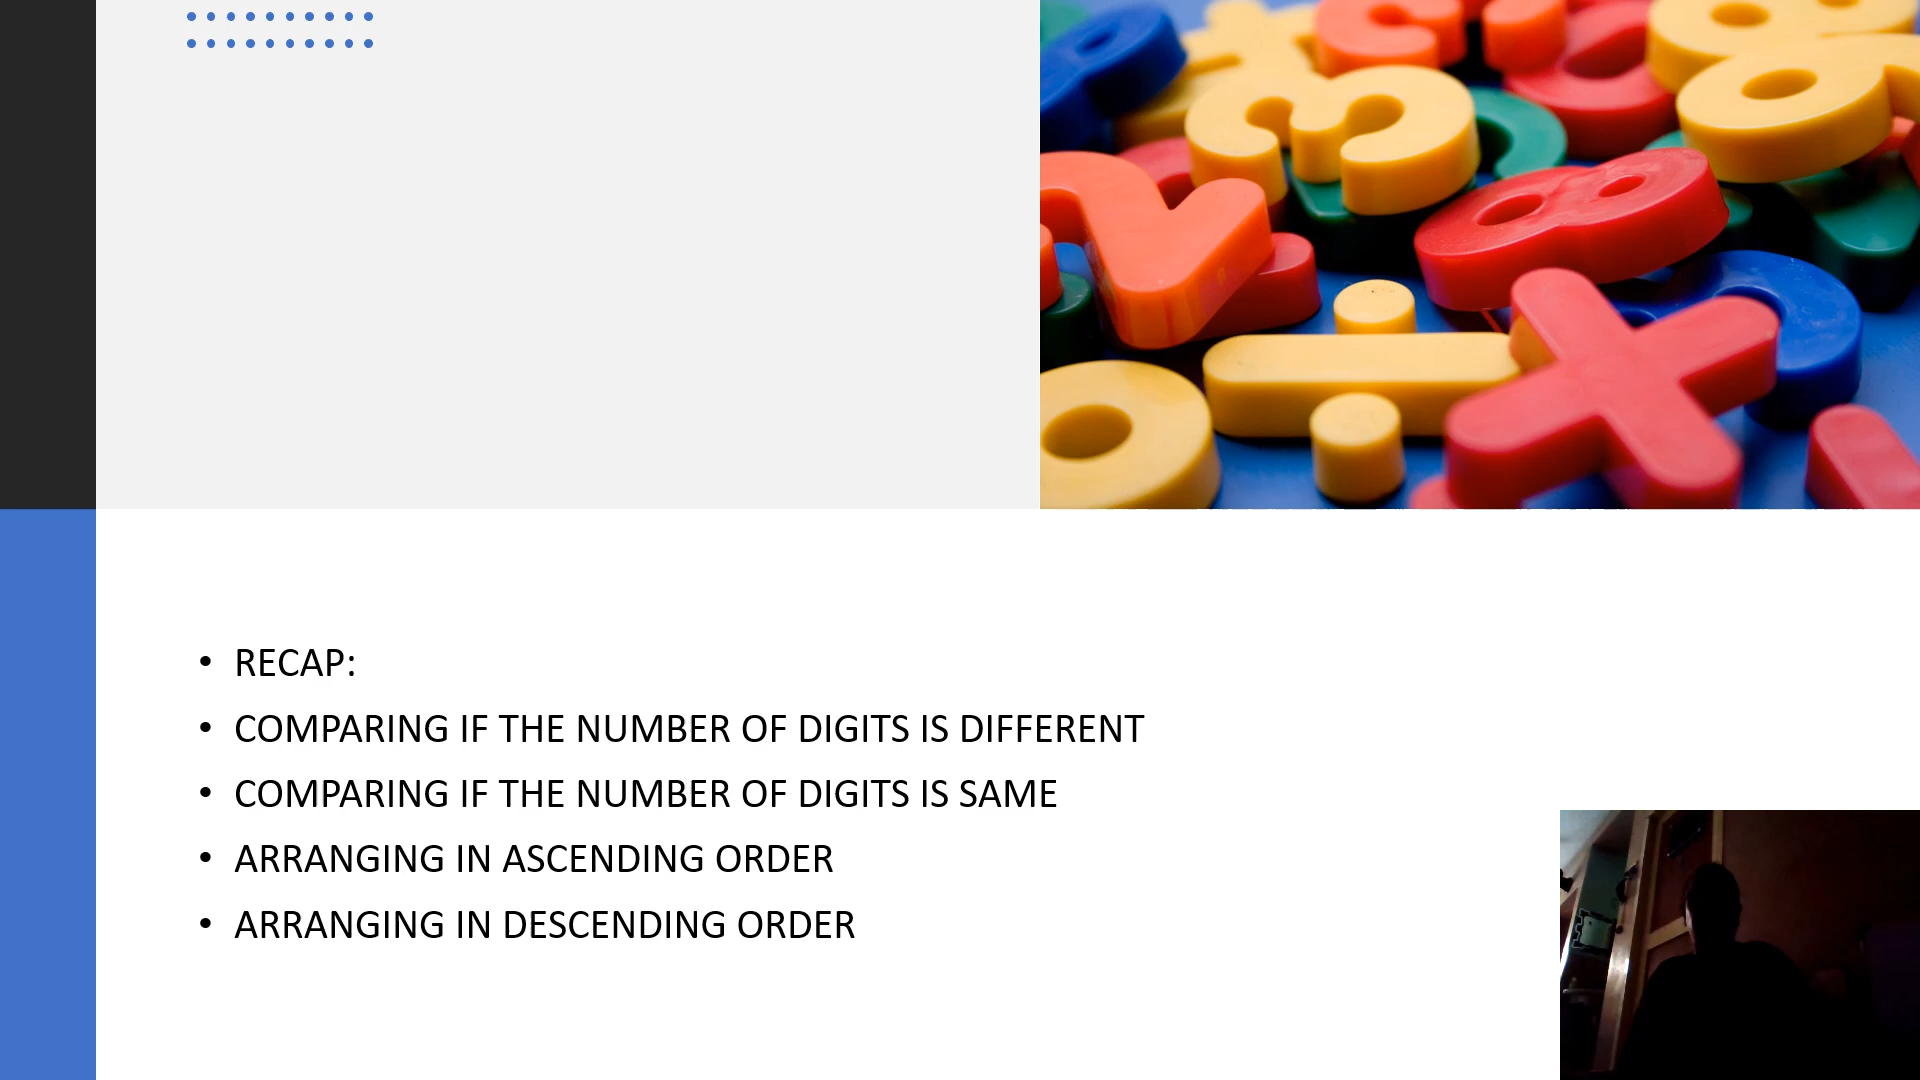 RECAP:
COMPARING IF THE NUMBER OF DIGITS IS DIFFERENT
COMPARING IF THE NUMBER OF DIGITS IS SAME
ARRANGING IN ASCENDING ORDER
ARRANGING IN DESCENDING ORDER